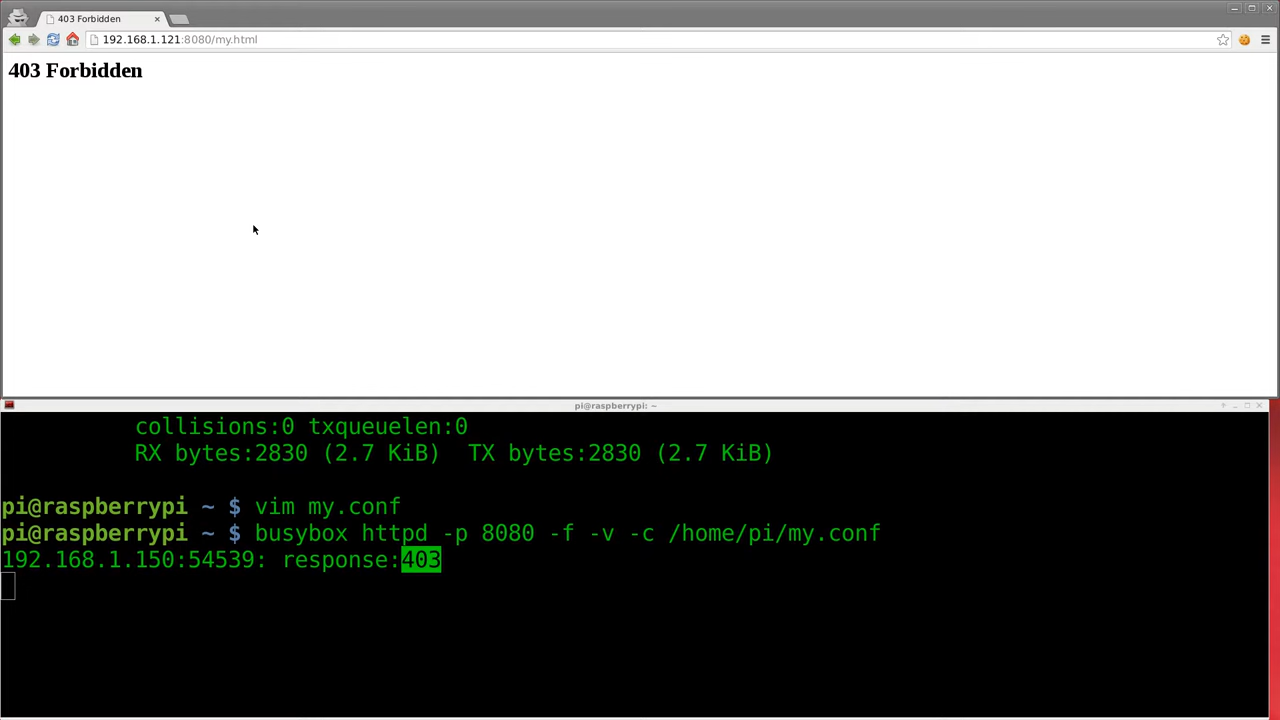 403 Forbidden
192.168.1.121:8080/my.html
403 Forbidden
pi@raspberrypi: ~
collisions:0 txqueuelen:0
RX bytes:2830 (2.7 KiB)  TX bytes:2830 (2.7 KiB)
pi@raspberrypi ~ $ vim my.conf
pi@raspberrypi ~ $ busybox httpd -p 8080 -f -v -c /home/pi/my.conf
192.168.1.150:54539: response:403